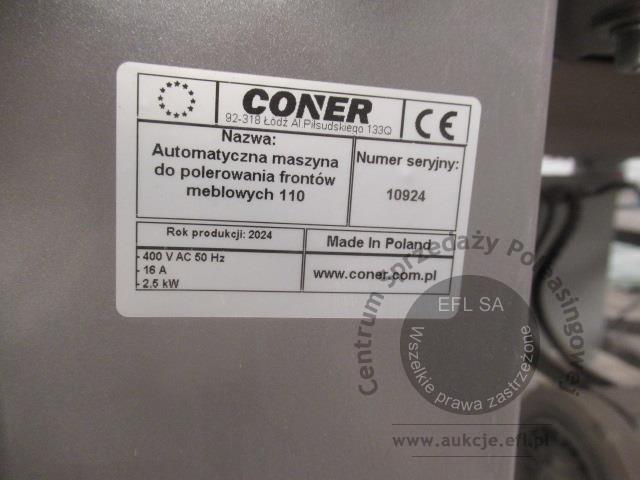 CONER
92-318 Łódź Al.Piłsudskiego 133Q
CE
Nazwa:
Automatyczna maszyna
do polerowania frontów
meblowych 110
Numer seryjny:
10924
Rok produkcji: 2024
Made In Poland
- 400 V AC 50 Hz
- 16 A
- 2.5 kW
www.coner.com.pl
Centrum Sprzedaży Poleasingowej
EFL SA
Wszelkie prawa zastrzeżone
www.aukcje.efl.pl